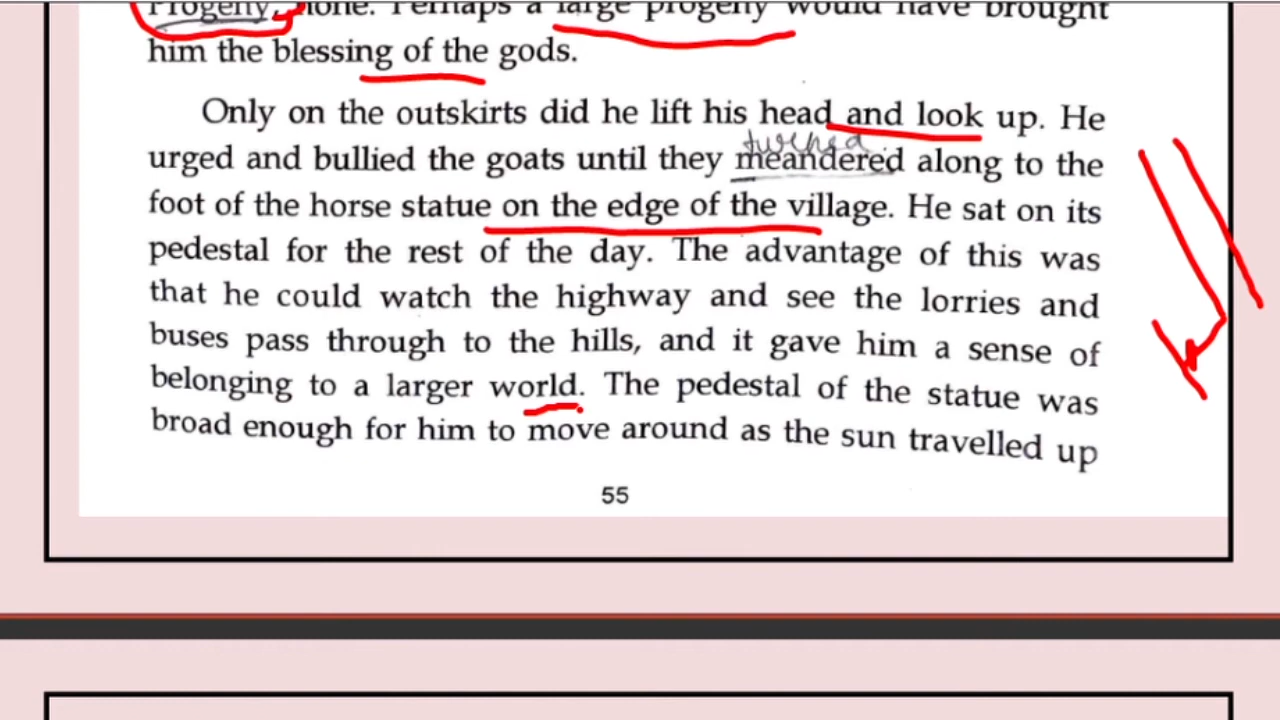 Progeny, none. Perhaps a large progeny would have brought
him the blessing of the gods.
Only on the outskirts did he lift his head and look up. He
turned
urged and bullied the goats until they meandered along to the
foot of the horse statue on the edge of the village. He sat on its
pedestal for the rest of the day. The advantage of this was
that he could watch the highway and see the lorries and
buses pass through to the hills, and it gave him a sense of
belonging to a larger world. The pedestal of the statue was
broad enough for him to move around as the sun travelled up
55